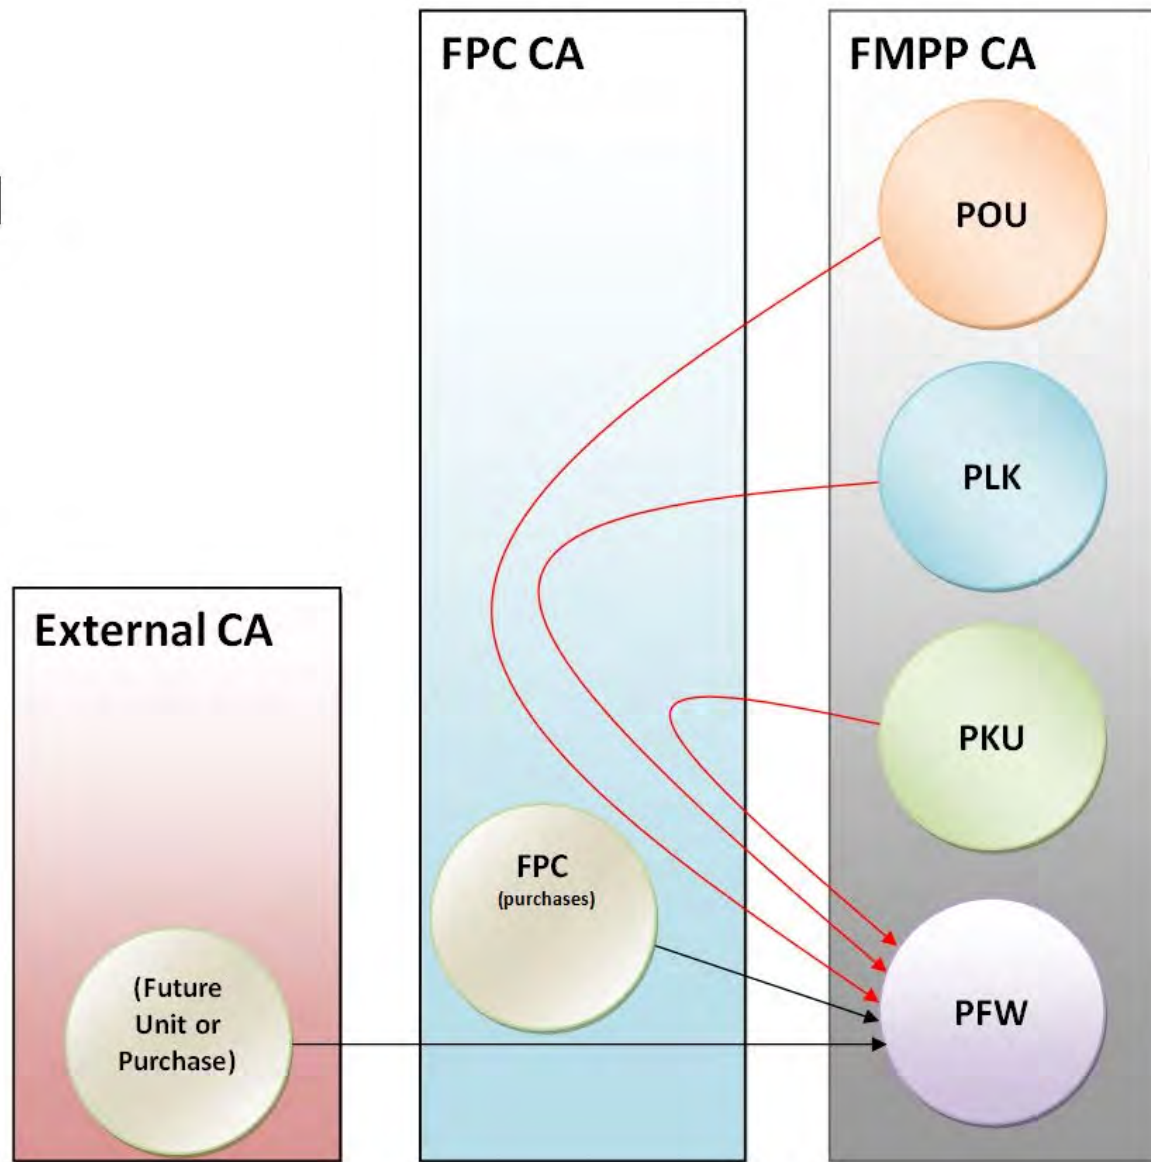 FPC CA
FMPP CA
POU
PLK
External CA
PKU
FPC
(purchases)
(Future
Unit or
Purchase)
PFW